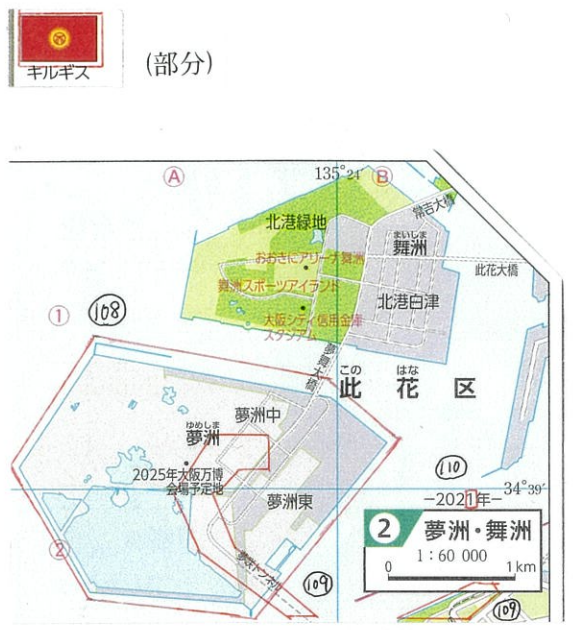 キルギス
(部分)
A
135°24′
B
常吉大橋
北港緑地
まいしま
舞洲
おおきにアリーナ舞洲
此花大橋
舞洲スポーツアイランド
北港白津
① 108
大阪シティ信用金庫
スタジアム
夢舞大橋
この はな
此花区
夢洲中
ゆめしま
夢洲
2025年大阪万博
会場予定地
110
夢洲東
−2021年−
34°39′
②
2 夢洲・舞洲
1:60 000
0 1km
夢咲トンネル
109
109